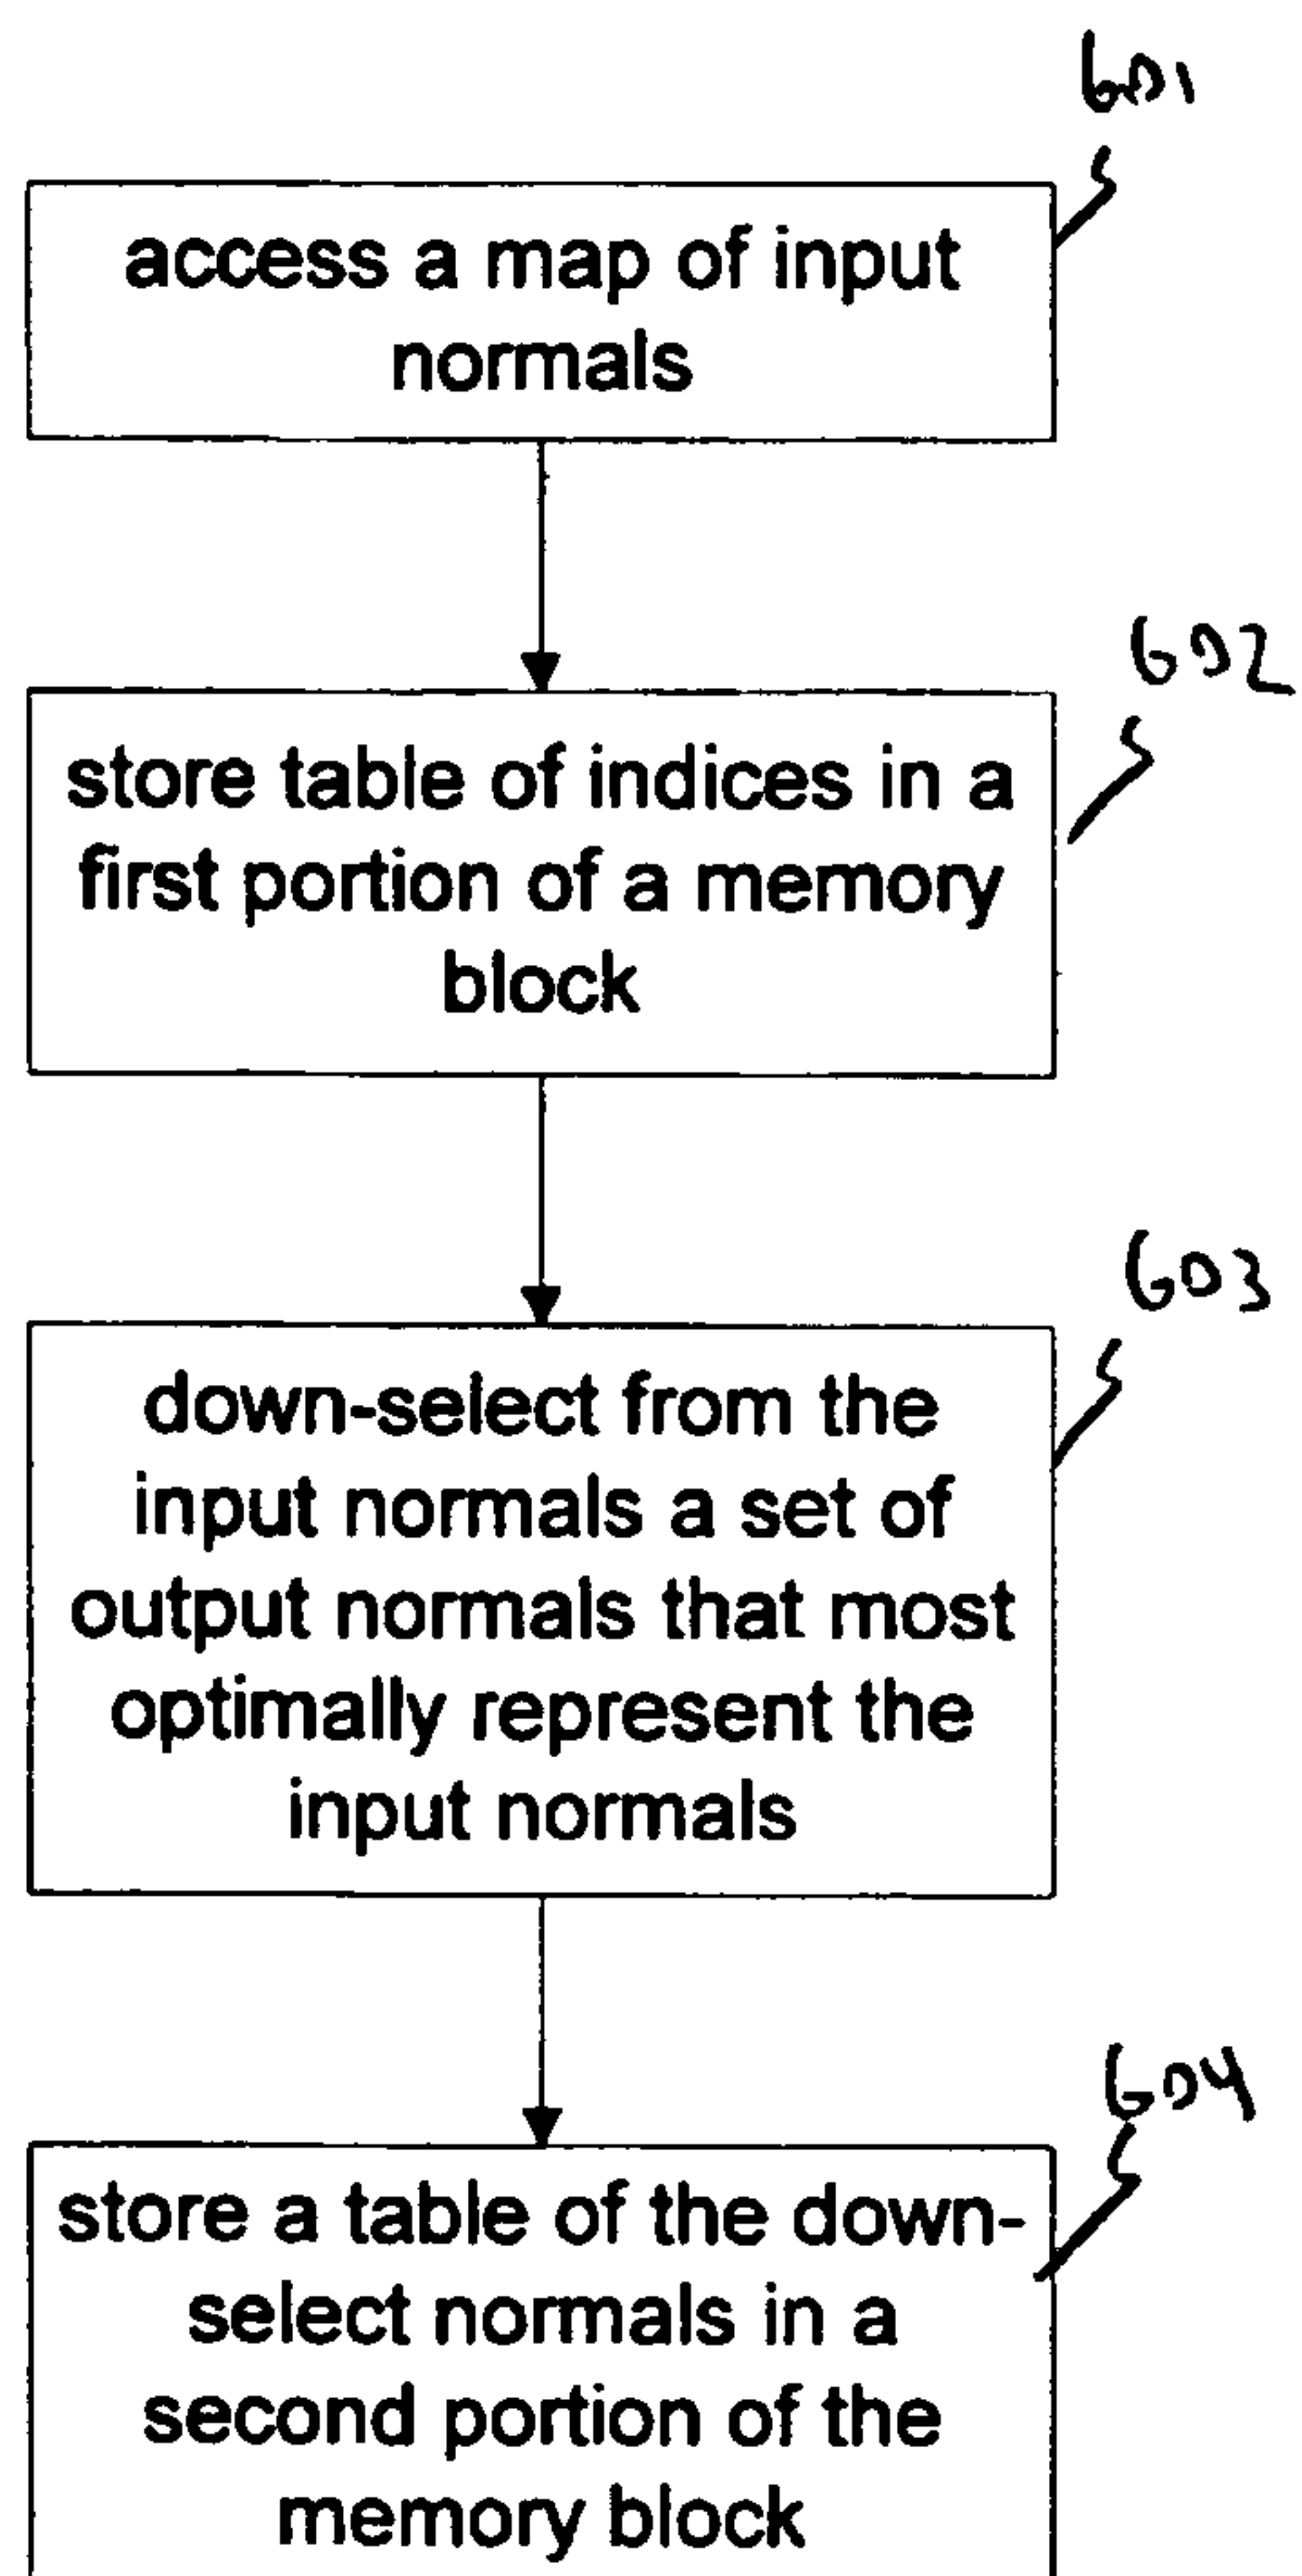 601
access a map of input
normals
602
store table of indices in a
first portion of a memory
block
603
down-select from the
input normals a set of
output normals that most
optimally represent the
input normals
604
store a table of the down-
select normals in a
second portion of the
memory block